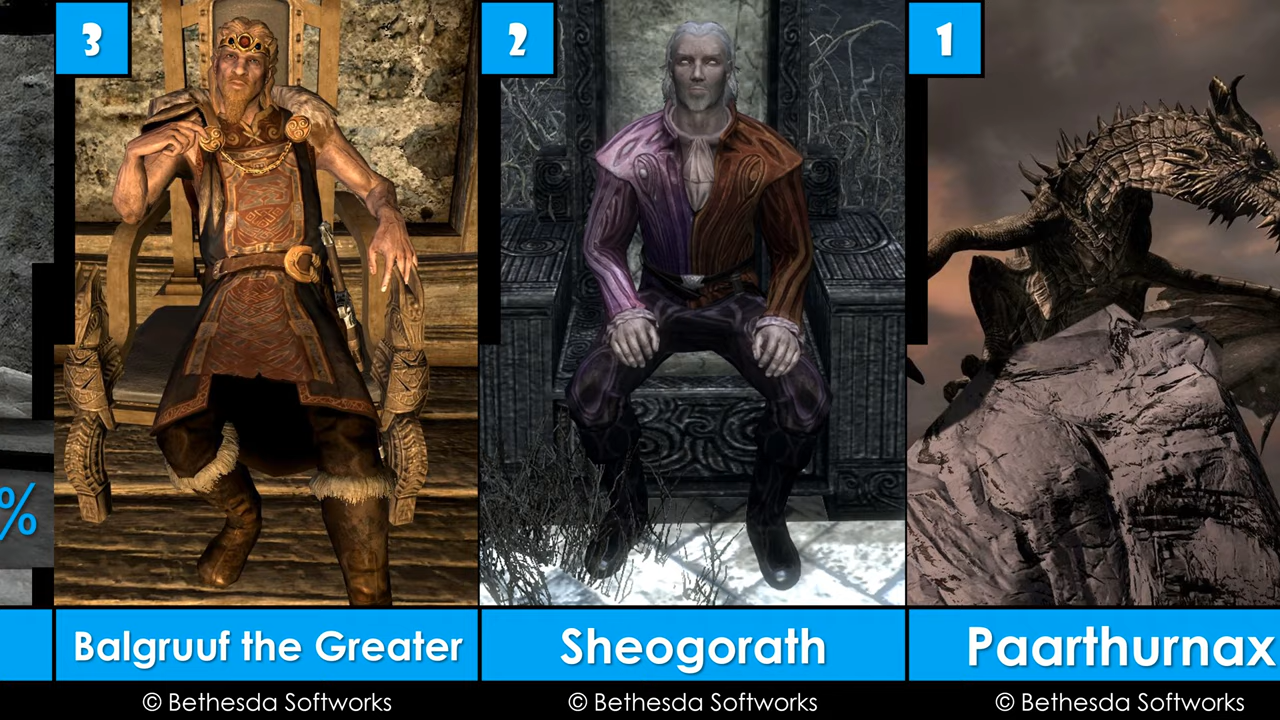 3
2
1
%
Balgruuf the Greater
Sheogorath
Paarthurnax
© Bethesda Softworks
© Bethesda Softworks
© Bethesda Softworks